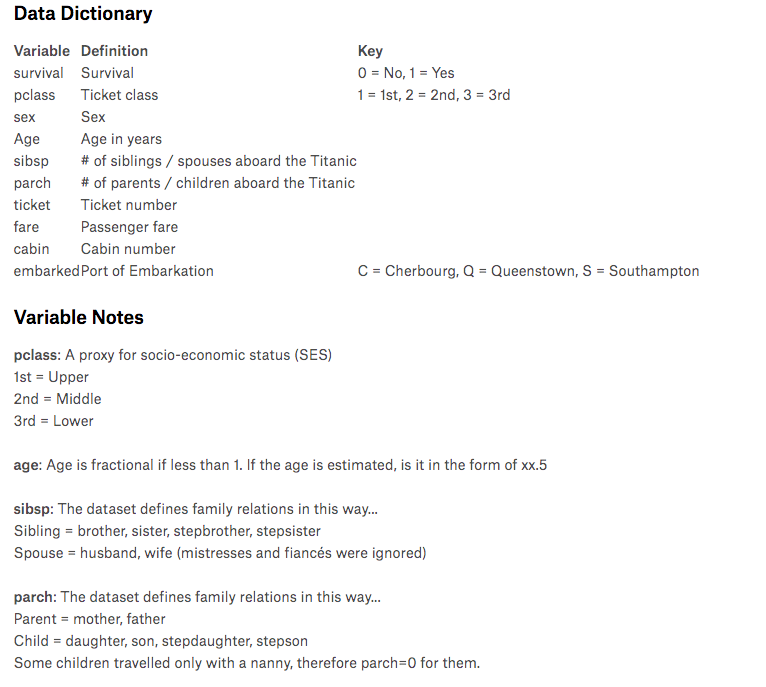 Data Dictionary
Variable Definition Key
survival Survival 0 = No, 1 = Yes
pclass Ticket class 1 = 1st, 2 = 2nd, 3 = 3rd
sex Sex
Age Age in years
sibsp # of siblings / spouses aboard the Titanic
parch # of parents / children aboard the Titanic
ticket Ticket number
fare Passenger fare
cabin Cabin number
embarked Port of Embarkation C = Cherbourg, Q = Queenstown, S = Southampton
Variable Notes
pclass: A proxy for socio-economic status (SES)
1st = Upper
2nd = Middle
3rd = Lower
age: Age is fractional if less than 1. If the age is estimated, is it in the form of xx.5
sibsp: The dataset defines family relations in this way...
Sibling = brother, sister, stepbrother, stepsister
Spouse = husband, wife (mistresses and fiancés were ignored)
parch: The dataset defines family relations in this way...
Parent = mother, father
Child = daughter, son, stepdaughter, stepson
Some children travelled only with a nanny, therefore parch=0 for them.